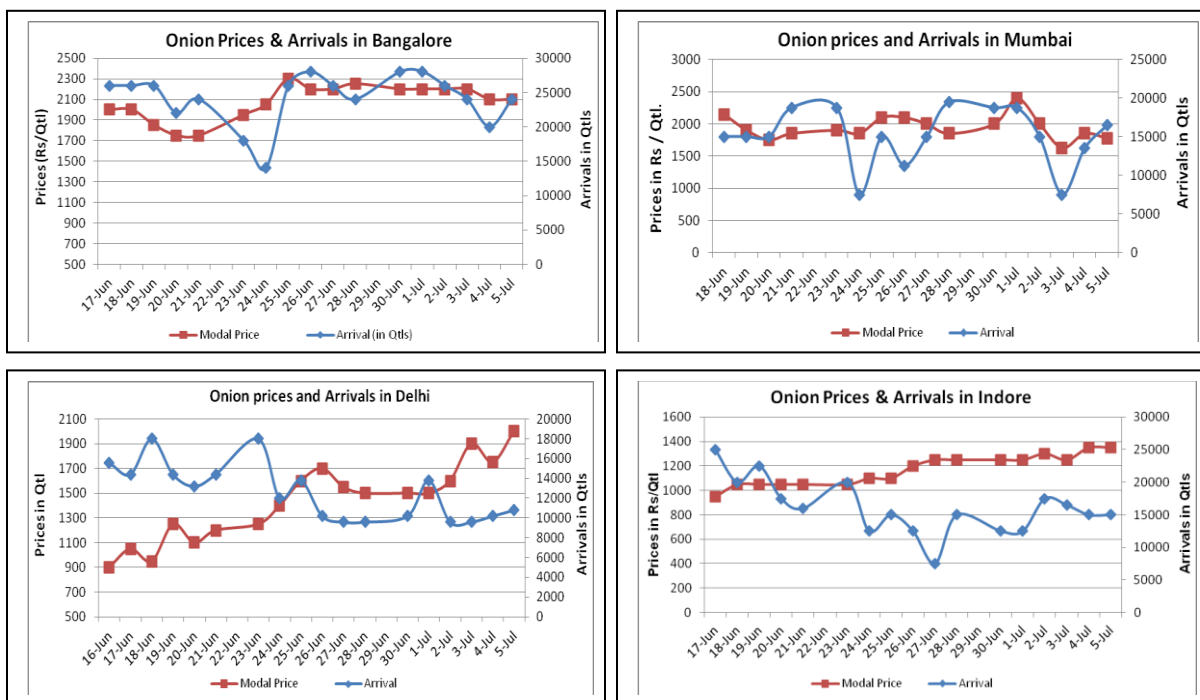 Onion Prices & Arrivals in Bangalore
Prices (Rs/Qtl)
2500
2300
2100
1900
1700
1500
1300
1100
900
700
500
30000
25000
20000
15000
10000
5000
0
Arrivals in Qtls
17-Jun
18-Jun
19-Jun
20-Jun
21-Jun
22-Jun
23-Jun
24-Jun
25-Jun
26-Jun
27-Jun
28-Jun
29-Jun
30-Jun
1-Jul
2-Jul
3-Jul
4-Jul
5-Jul
Modal Price
Arrival (in Qtls)
Onion prices and Arrivals in Mumbai
Prices in Rs / Qtl.
3000
2500
2000
1500
1000
500
0
25000
20000
15000
10000
5000
0
Arrivals in Qtls
18-Jun
19-Jun
20-Jun
21-Jun
22-Jun
23-Jun
24-Jun
25-Jun
26-Jun
27-Jun
28-Jun
29-Jun
30-Jun
1-Jul
2-Jul
3-Jul
4-Jul
5-Jul
Modal Price
Arrival
Onion prices and Arrivals in Delhi
Prices in Qtl
2100
1900
1700
1500
1300
1100
900
700
500
20000
18000
16000
14000
12000
10000
8000
6000
4000
2000
0
Arrivals in Qtls
16-Jun
17-Jun
18-Jun
19-Jun
20-Jun
21-Jun
22-Jun
23-Jun
24-Jun
25-Jun
26-Jun
27-Jun
28-Jun
29-Jun
30-Jun
1-Jul
2-Jul
3-Jul
4-Jul
5-Jul
Modal Price
Arrival
Onion Prices & Arrivals in Indore
Prices in Rs/Qtl
1600
1400
1200
1000
800
600
400
200
0
30000
25000
20000
15000
10000
5000
0
Arrivals in Qtls
17-Jun
18-Jun
19-Jun
20-Jun
21-Jun
22-Jun
23-Jun
24-Jun
25-Jun
26-Jun
27-Jun
28-Jun
29-Jun
30-Jun
1-Jul
2-Jul
3-Jul
4-Jul
5-Jul
Modal Price
Arrival